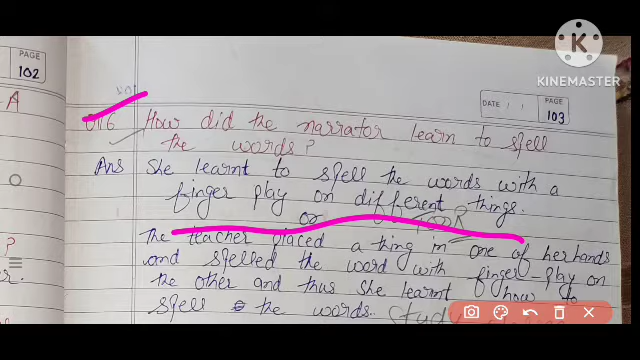 PAGE
102
A
K
KINEMASTER
DATE / / PAGE 103
Qn6 How did the narrator learn to spell
the words?
Ans She learnt to spell the words with a
finger play on different things.
or
The teacher placed a thing in one of her hands
and spelled the word with finger-play on
the other and thus she learnt how to
spell the words.. Study
?
er.